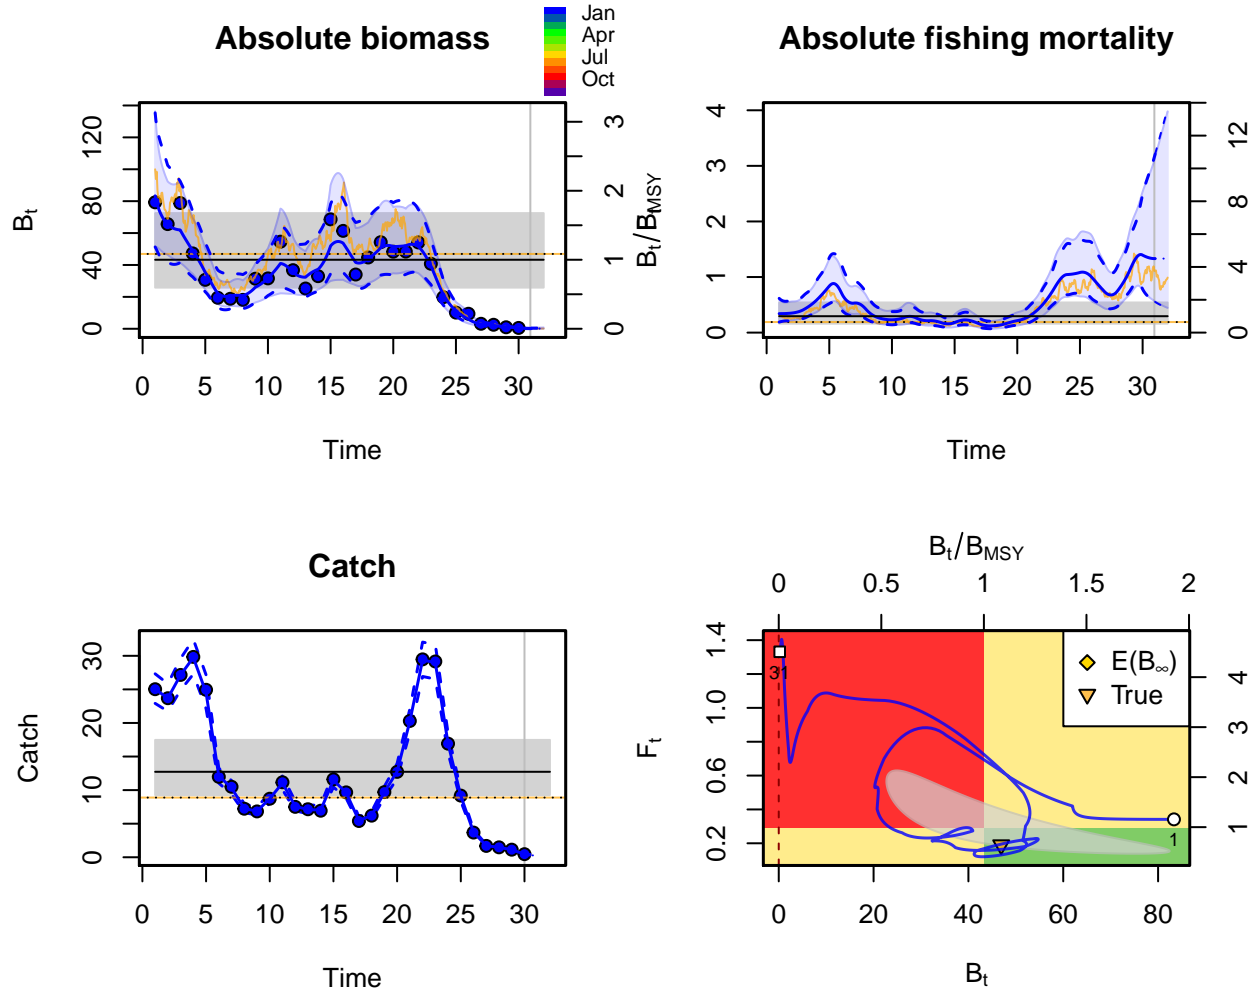 Absolute biomass
Jan
Apr
Jul
Oct
Absolute fishing mortality
B_t
0 40 80 120
B_t/B_MSY
0 1 2 3
0 5 10 15 20 25 30
Time
0 1 2 3 4
0 4 8 12
0 5 10 15 20 25 30
Time
Catch
Catch
0 10 20 30
0 5 10 15 20 25 30
Time
B_t/B_MSY
0 0.5 1 1.5 2
F_t
0.2 0.6 1.0 1.4
E(B_∞)
True
31
1
1 2 3 4
0 20 40 60 80
B_t